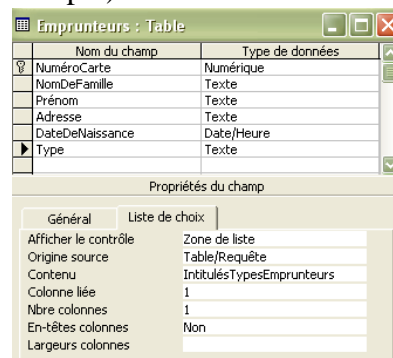 Emprunteurs : Table
Nom du champ Type de données
NuméroCarte Numérique
NomDeFamille Texte
Prénom Texte
Adresse Texte
DateDeNaissance Date/Heure
Type Texte
Propriétés du champ
Général Liste de choix
Afficher le contrôle Zone de liste
Origine source Table/Requête
Contenu IntitulésTypesEmprunteurs
Colonne liée 1
Nbre colonnes 1
En-têtes colonnes Non
Largeurs colonnes